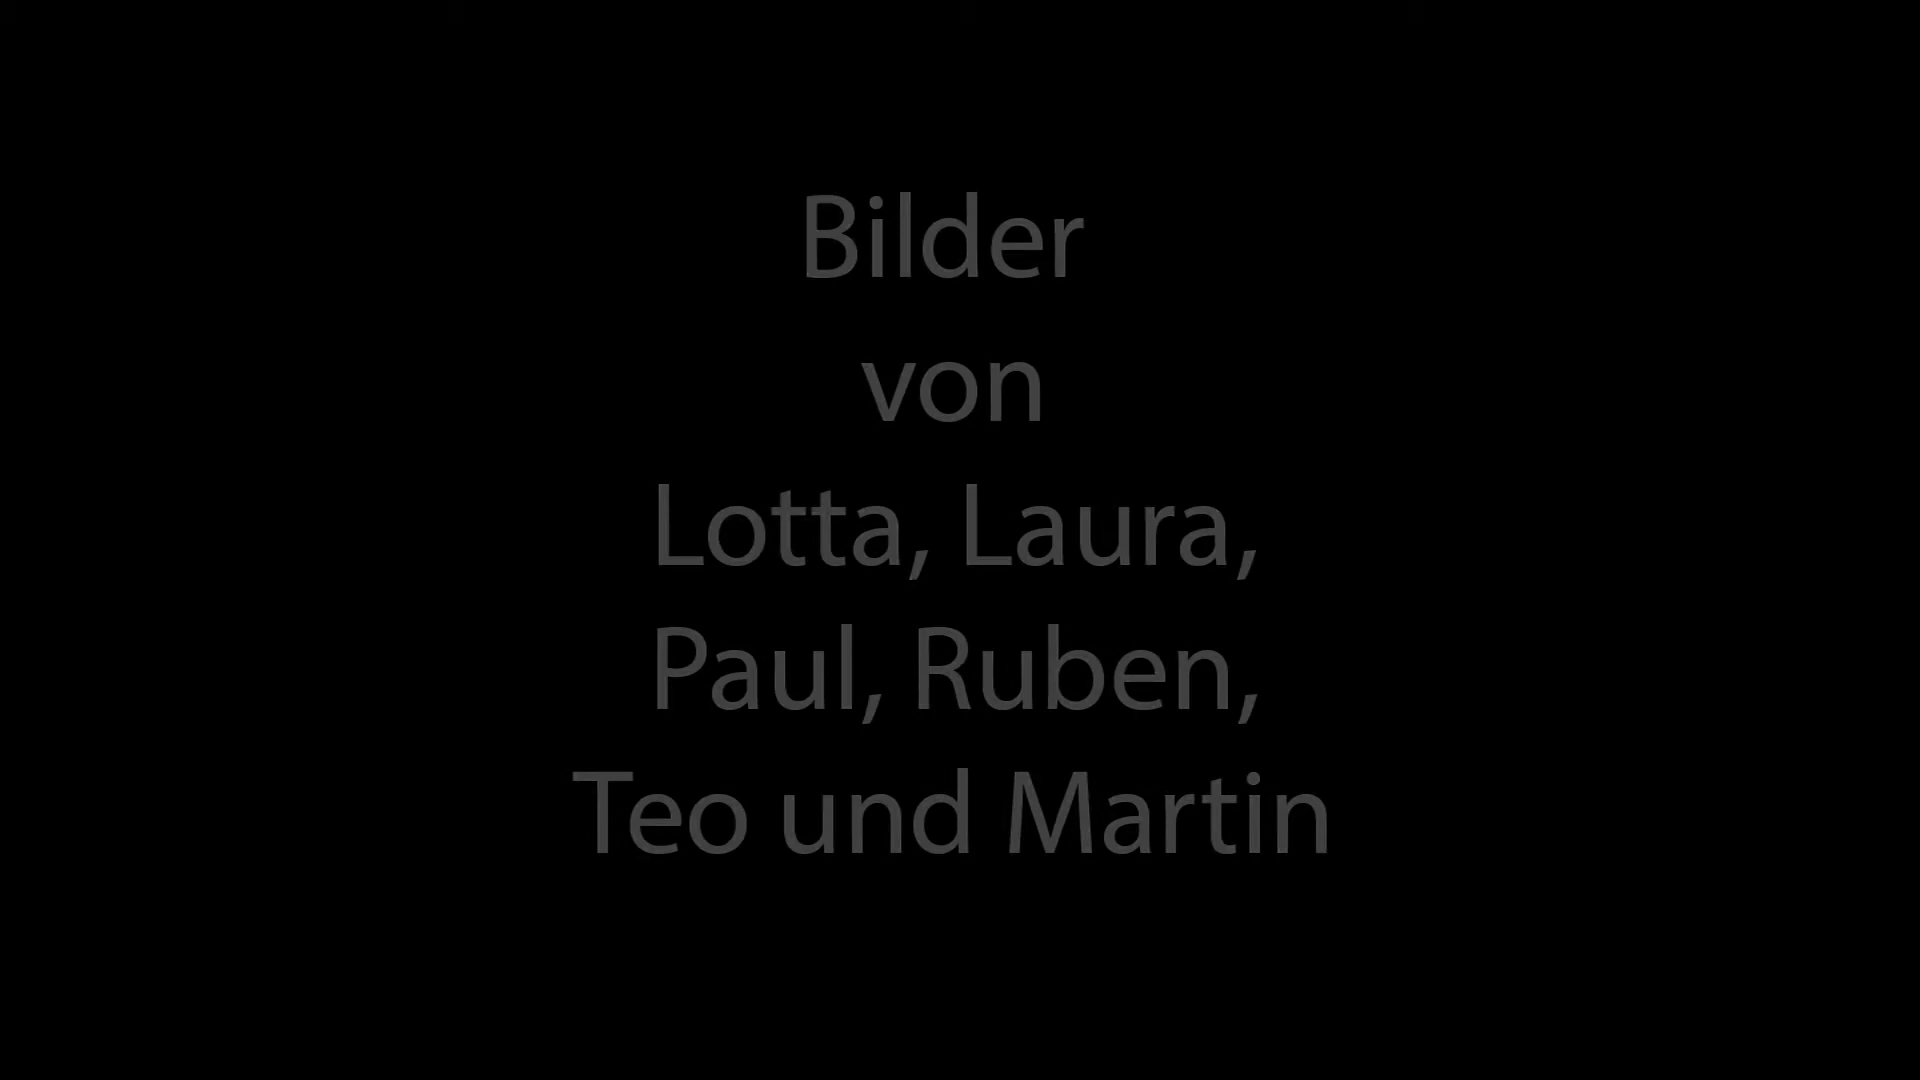 Bilder
von
Lotta, Laura,
Paul, Ruben,
Teo und Martin